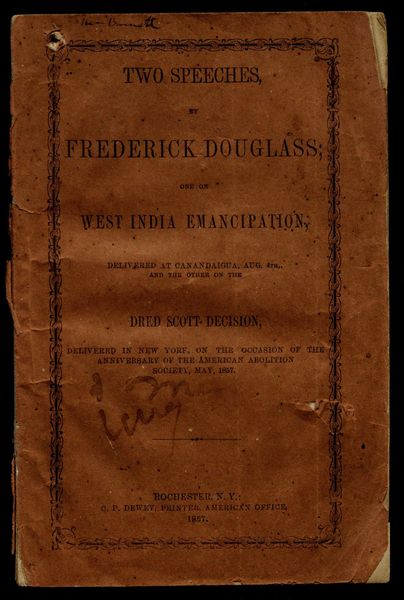 TWO SPEECHES,
BY
FREDERICK DOUGLASS;
ONE ON
WEST INDIA EMANCIPATION,
DELIVERED AT CANANDAIGUA, AUG. 4TH,
AND THE OTHER ON THE
DRED SCOTT DECISION,
DELIVERED IN NEW YORK, ON THE OCCASION OF THE
ANNIVERSARY OF THE AMERICAN ABOLITION
SOCIETY, MAY, 1857.
ROCHESTER, N. Y.:
C. P. DEWEY, PRINTER, AMERICAN OFFICE.
1857.